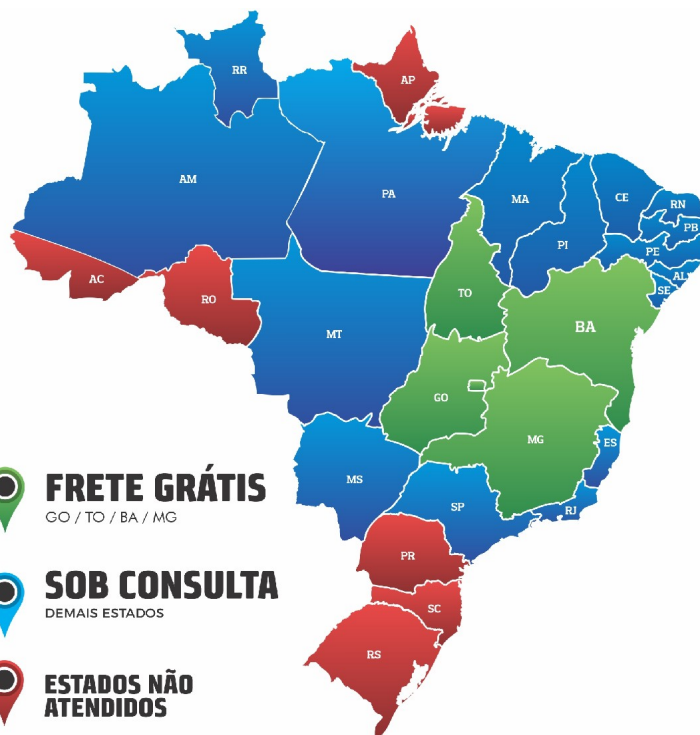 RR
AP
AM
PA
MA
CE
RN
PB
PI
PE
AL
SE
AC
RO
TO
BA
MT
GO
MG
ES
MS
SP
RJ
PR
SC
RS
FRETE GRÁTIS
GO / TO / BA / MG
SOB CONSULTA
DEMAIS ESTADOS
ESTADOS NÃO
ATENDIDOS